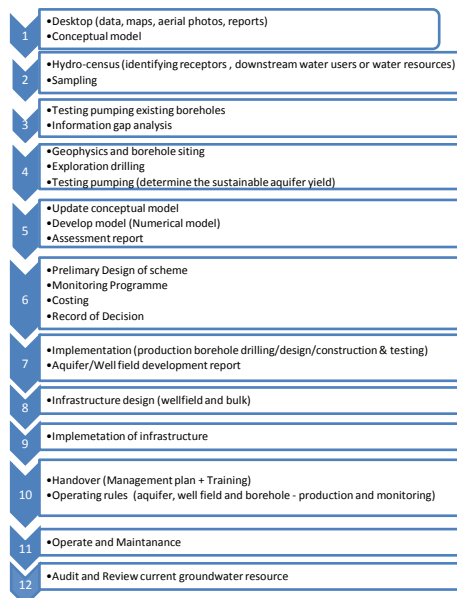 1
•Desktop (data, maps, aerial photos, reports)
•Conceptual model
2
•Hydro-census (identifying receptors , downstream water users or water resources)
•Sampling
3
•Testing pumping existing boreholes
•Information gap analysis
4
•Geophysics and borehole siting
•Exploration drilling
•Testing pumping (determine the sustainable aquifer yield)
5
•Update conceptual model
•Develop model (Numerical model)
•Assessment report
6
•Prelimary Design of scheme
•Monitoring Programme
•Costing
•Record of Decision
7
•Implementation (production borehole drilling/design/construction & testing)
•Aquifer/Well field development report
8
•Infrastructure design (wellfield and bulk)
9
•Implemetation of infrastructure
10
•Handover (Management plan + Training)
•Operating rules (aquifer, well field and borehole - production and monitoring)
11
•Operate and Maintanance
12
•Audit and Review current groundwater resource